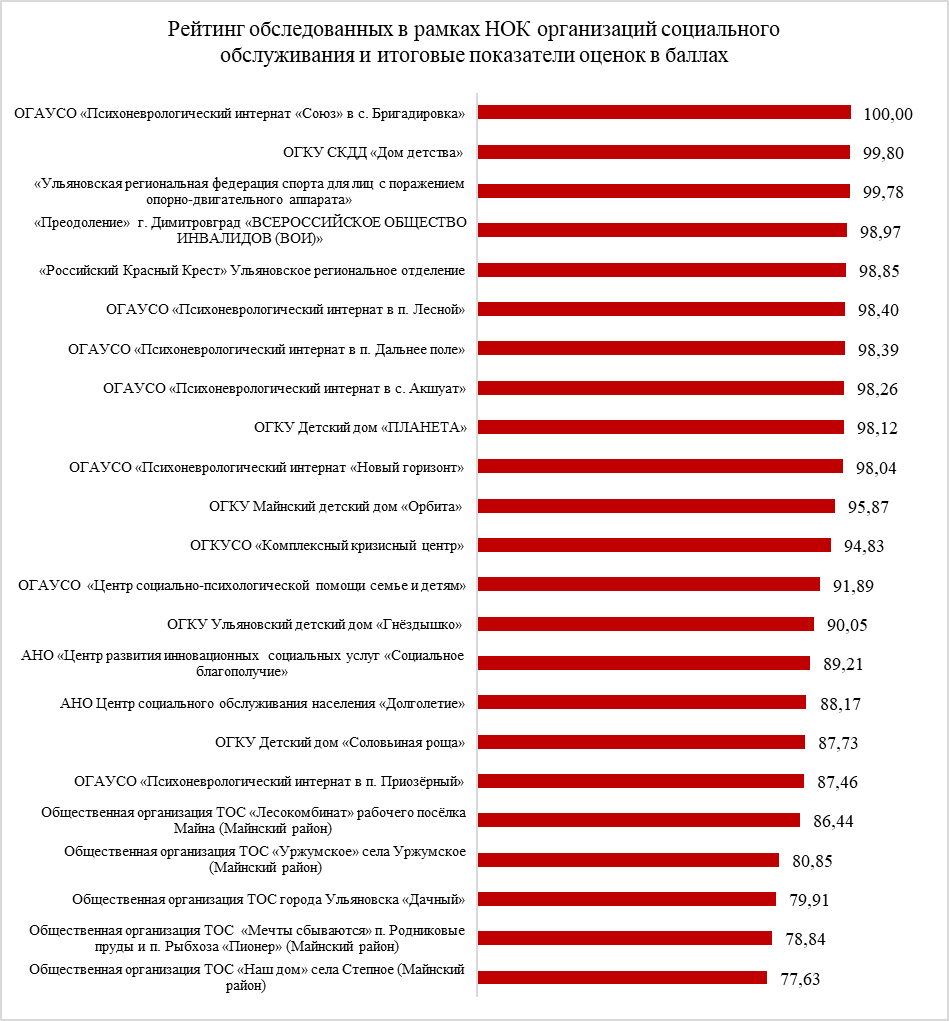 Рейтинг обследованных в рамках НОК организаций социального
обслуживания и итоговые показатели оценок в баллах
ОГАУСО «Психоневрологический интернат «Союз» в с. Бригадировка»
100,00
ОГКУ СКДД «Дом детства»
99,80
«Ульяновская региональная федерация спорта для лиц с поражением
опорно-двигательного аппарата»
99,78
«Преодоление» г. Димитровград «ВСЕРОССИЙСКОЕ ОБЩЕСТВО
ИНВАЛИДОВ (ВОИ)»
98,97
«Российский Красный Крест» Ульяновское региональное отделение
98,85
ОГАУСО «Психоневрологический интернат в п. Лесной»
98,40
ОГАУСО «Психоневрологический интернат в п. Дальнее поле»
98,39
ОГАУСО «Психоневрологический интернат в с. Акшуат»
98,26
ОГКУ Детский дом «ПЛАНЕТА»
98,12
ОГАУСО «Психоневрологический интернат «Новый горизонт»
98,04
ОГКУ Майнский детский дом «Орбита»
95,87
ОГКУСО «Комплексный кризисный центр»
94,83
ОГАУСО «Центр социально-психологической помощи семье и детям»
91,89
ОГКУ Ульяновский детский дом «Гнёздышко»
90,05
АНО «Центр развития инновационных социальных услуг «Социальное
благополучие»
89,21
АНО Центр социального обслуживания населения «Долголетие»
88,17
ОГКУ Детский дом «Соловьиная роща»
87,73
ОГАУСО «Психоневрологический интернат в п. Приозёрный»
87,46
Общественная организация ТОС «Лесокомбинат» рабочего посёлка
Майна (Майнский район)
86,44
Общественная организация ТОС «Уржумское» села Уржумское
(Майнский район)
80,85
Общественная организация ТОС города Ульяновска «Дачный»
79,91
Общественная организация ТОС «Мечты сбываются» п. Родниковые
пруды и п. Рыбхоза «Пионер» (Майнский район)
78,84
Общественная организация ТОС «Наш дом» села Степное (Майнский
район)
77,63